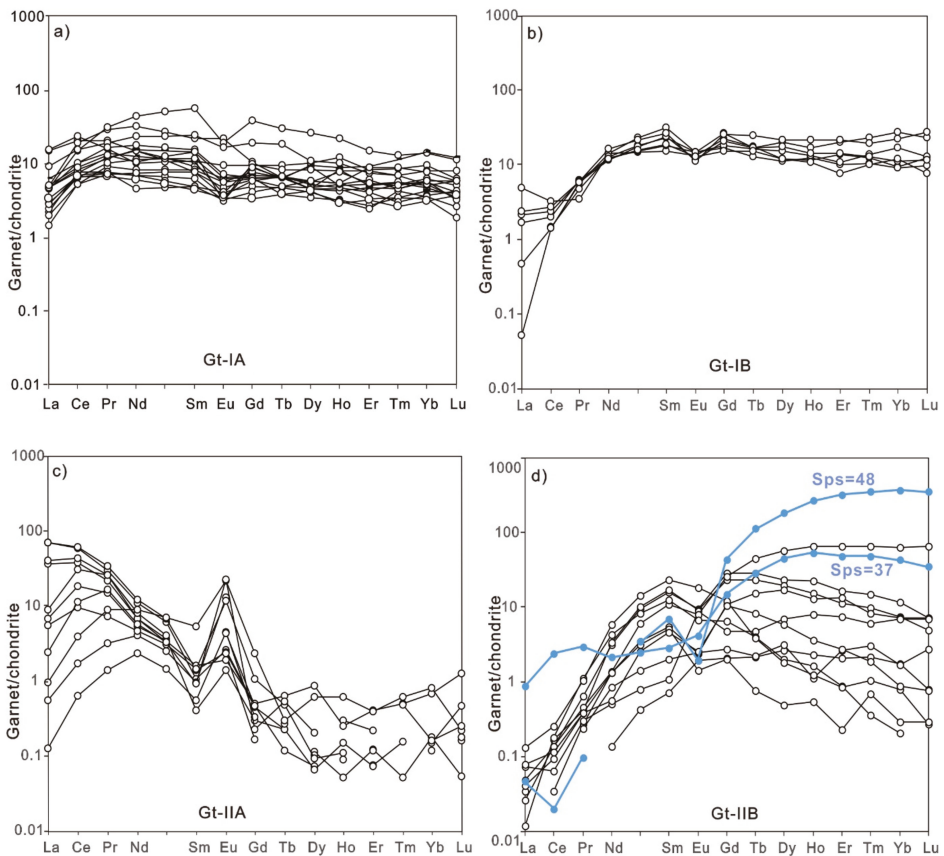 a)
1000
100
10
1
0.1
0.01
Garnet/chondrite
Gt-IA
La Ce Pr Nd Sm Eu Gd Tb Dy Ho Er Tm Yb Lu
b)
1000
100
10
1
0.1
0.01
Garnet/chondrite
Gt-IB
La Ce Pr Nd Sm Eu Gd Tb Dy Ho Er Tm Yb Lu
c)
1000
100
10
1
0.1
0.01
Garnet/chondrite
Gt-IIA
La Ce Pr Nd Sm Eu Gd Tb Dy Ho Er Tm Yb Lu
d)
1000
100
10
1
0.1
0.01
Garnet/chondrite
Sps=48
Sps=37
Gt-IIB
La Ce Pr Nd Sm Eu Gd Tb Dy Ho Er Tm Yb Lu